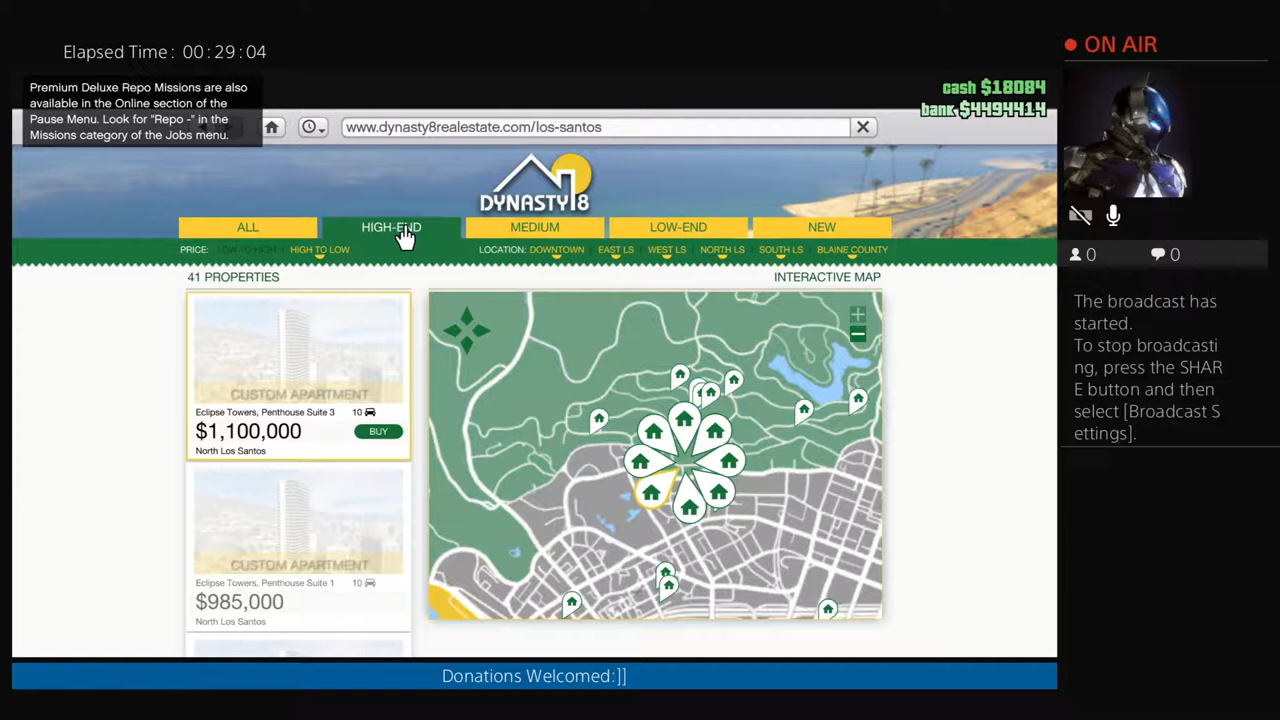 Elapsed Time: 00:29:04
ON AIR
Premium Deluxe Repo Missions are also
available in the Online section of the
Pause Menu. Look for "Repo -" in the
Missions category of the Jobs menu.
cash $18084
bank $4494414
www.dynasty8realestate.com/los-santos
DYNASTY8
ALL
HIGH-END
MEDIUM
LOW-END
NEW
PRICE: LOW TO HIGH HIGH TO LOW
LOCATION: DOWNTOWN EAST LS WEST LS NORTH LS SOUTH LS BLAINE COUNTY
41 PROPERTIES
INTERACTIVE MAP
CUSTOM APARTMENT
Eclipse Towers, Penthouse Suite 3 10
$1,100,000 BUY
North Los Santos
CUSTOM APARTMENT
Eclipse Towers, Penthouse Suite 1 10
$985,000
North Los Santos
0 0
The broadcast has
started.
To stop broadcasti
ng, press the SHAR
E button and then
select [Broadcast S
ettings].
Donations Welcomed:]]